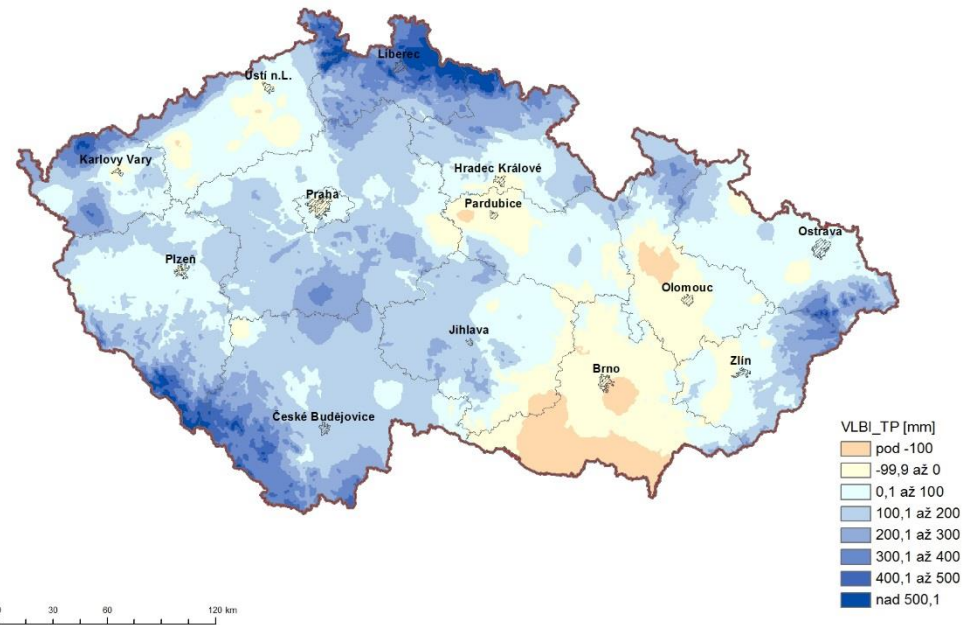 Liberec
Ústí n.L.
Karlovy Vary
Hradec Králové
Praha
Pardubice
Ostrava
Plzeň
Olomouc
Jihlava
Zlín
Brno
České Budějovice
VLBI_TP [mm]
pod -100
-99,9 až 0
0,1 až 100
100,1 až 200
200,1 až 300
300,1 až 400
400,1 až 500
nad 500,1
0 30 60 120 km